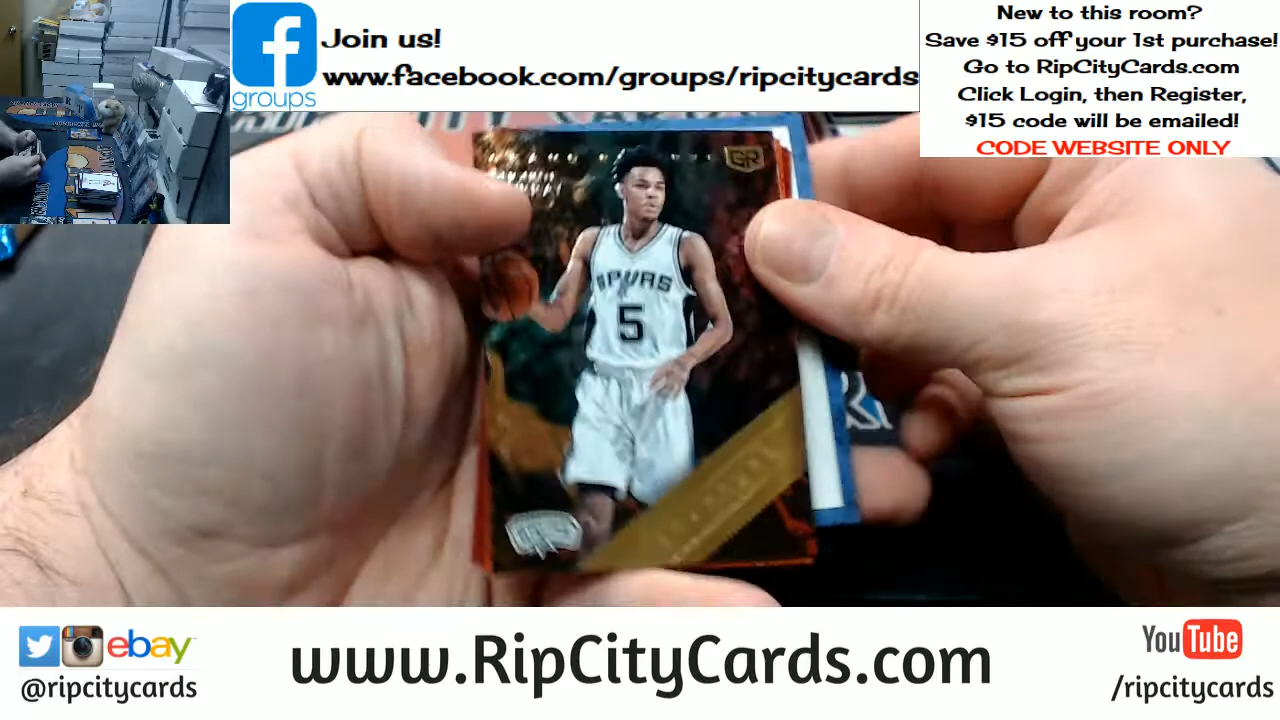 groups
Join us!
www.facebook.com/groups/ripcitycards
New to this room?
Save $15 off your 1st purchase!
Go to RipCityCards.com
Click Login, then Register,
$15 code will be emailed!
CODE WEBSITE ONLY
GR
SPURS
5
ebay
@ripcitycards
www.RipCityCards.com
YouTube
/ripcitycards